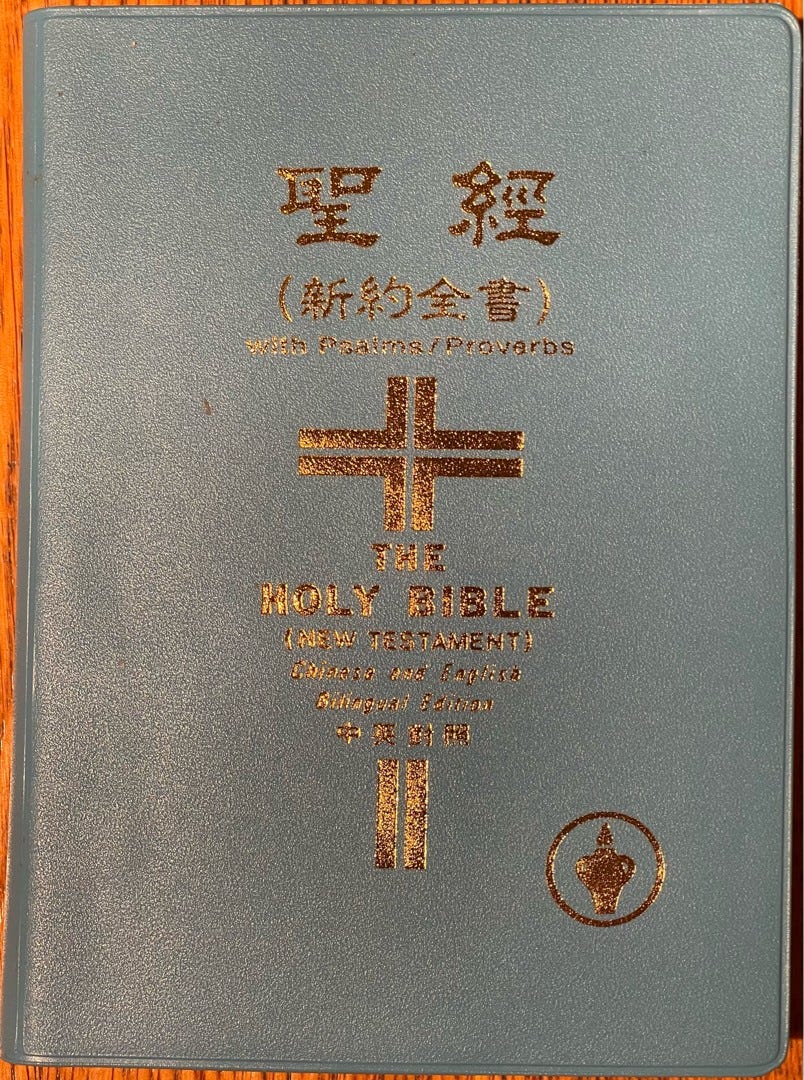 聖經
(新約全書)
with Psalms/Proverbs
THE
HOLY BIBLE
(NEW TESTAMENT)
Chinese and English
Bilingual Edition
中英對照